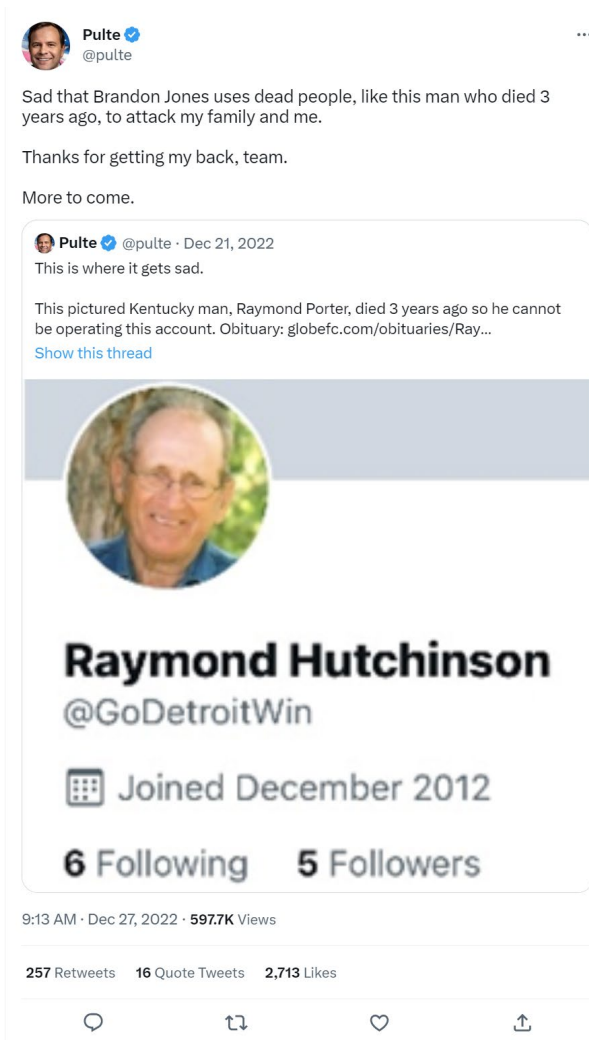 Pulte
@pulte
Sad that Brandon Jones uses dead people, like this man who died 3
years ago, to attack my family and me.
Thanks for getting my back, team.
More to come.
Pulte @pulte · Dec 21, 2022
This is where it gets sad.
This pictured Kentucky man, Raymond Porter, died 3 years ago so he cannot
be operating this account. Obituary: globefc.com/obituaries/Ray...
Show this thread
Raymond Hutchinson
@GoDetroitWin
Joined December 2012
6 Following 5 Followers
9:13 AM · Dec 27, 2022 · 597.7K Views
257 Retweets 16 Quote Tweets 2,713 Likes